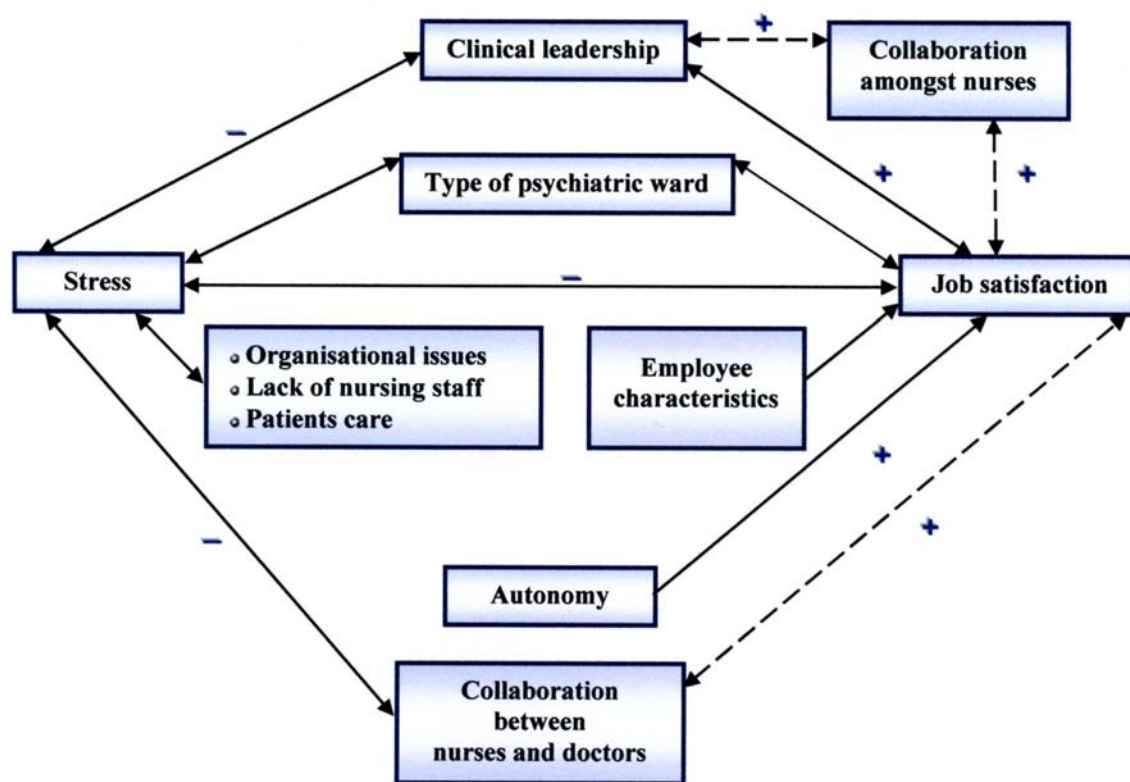 Clinical leadership
+
Collaboration
amongst nurses
–
Type of psychiatric ward
+
+
Stress
–
Job satisfaction
Organisational issues
Lack of nursing staff
Patients care
Employee
characteristics
+
+
–
Autonomy
Collaboration
between
nurses and doctors